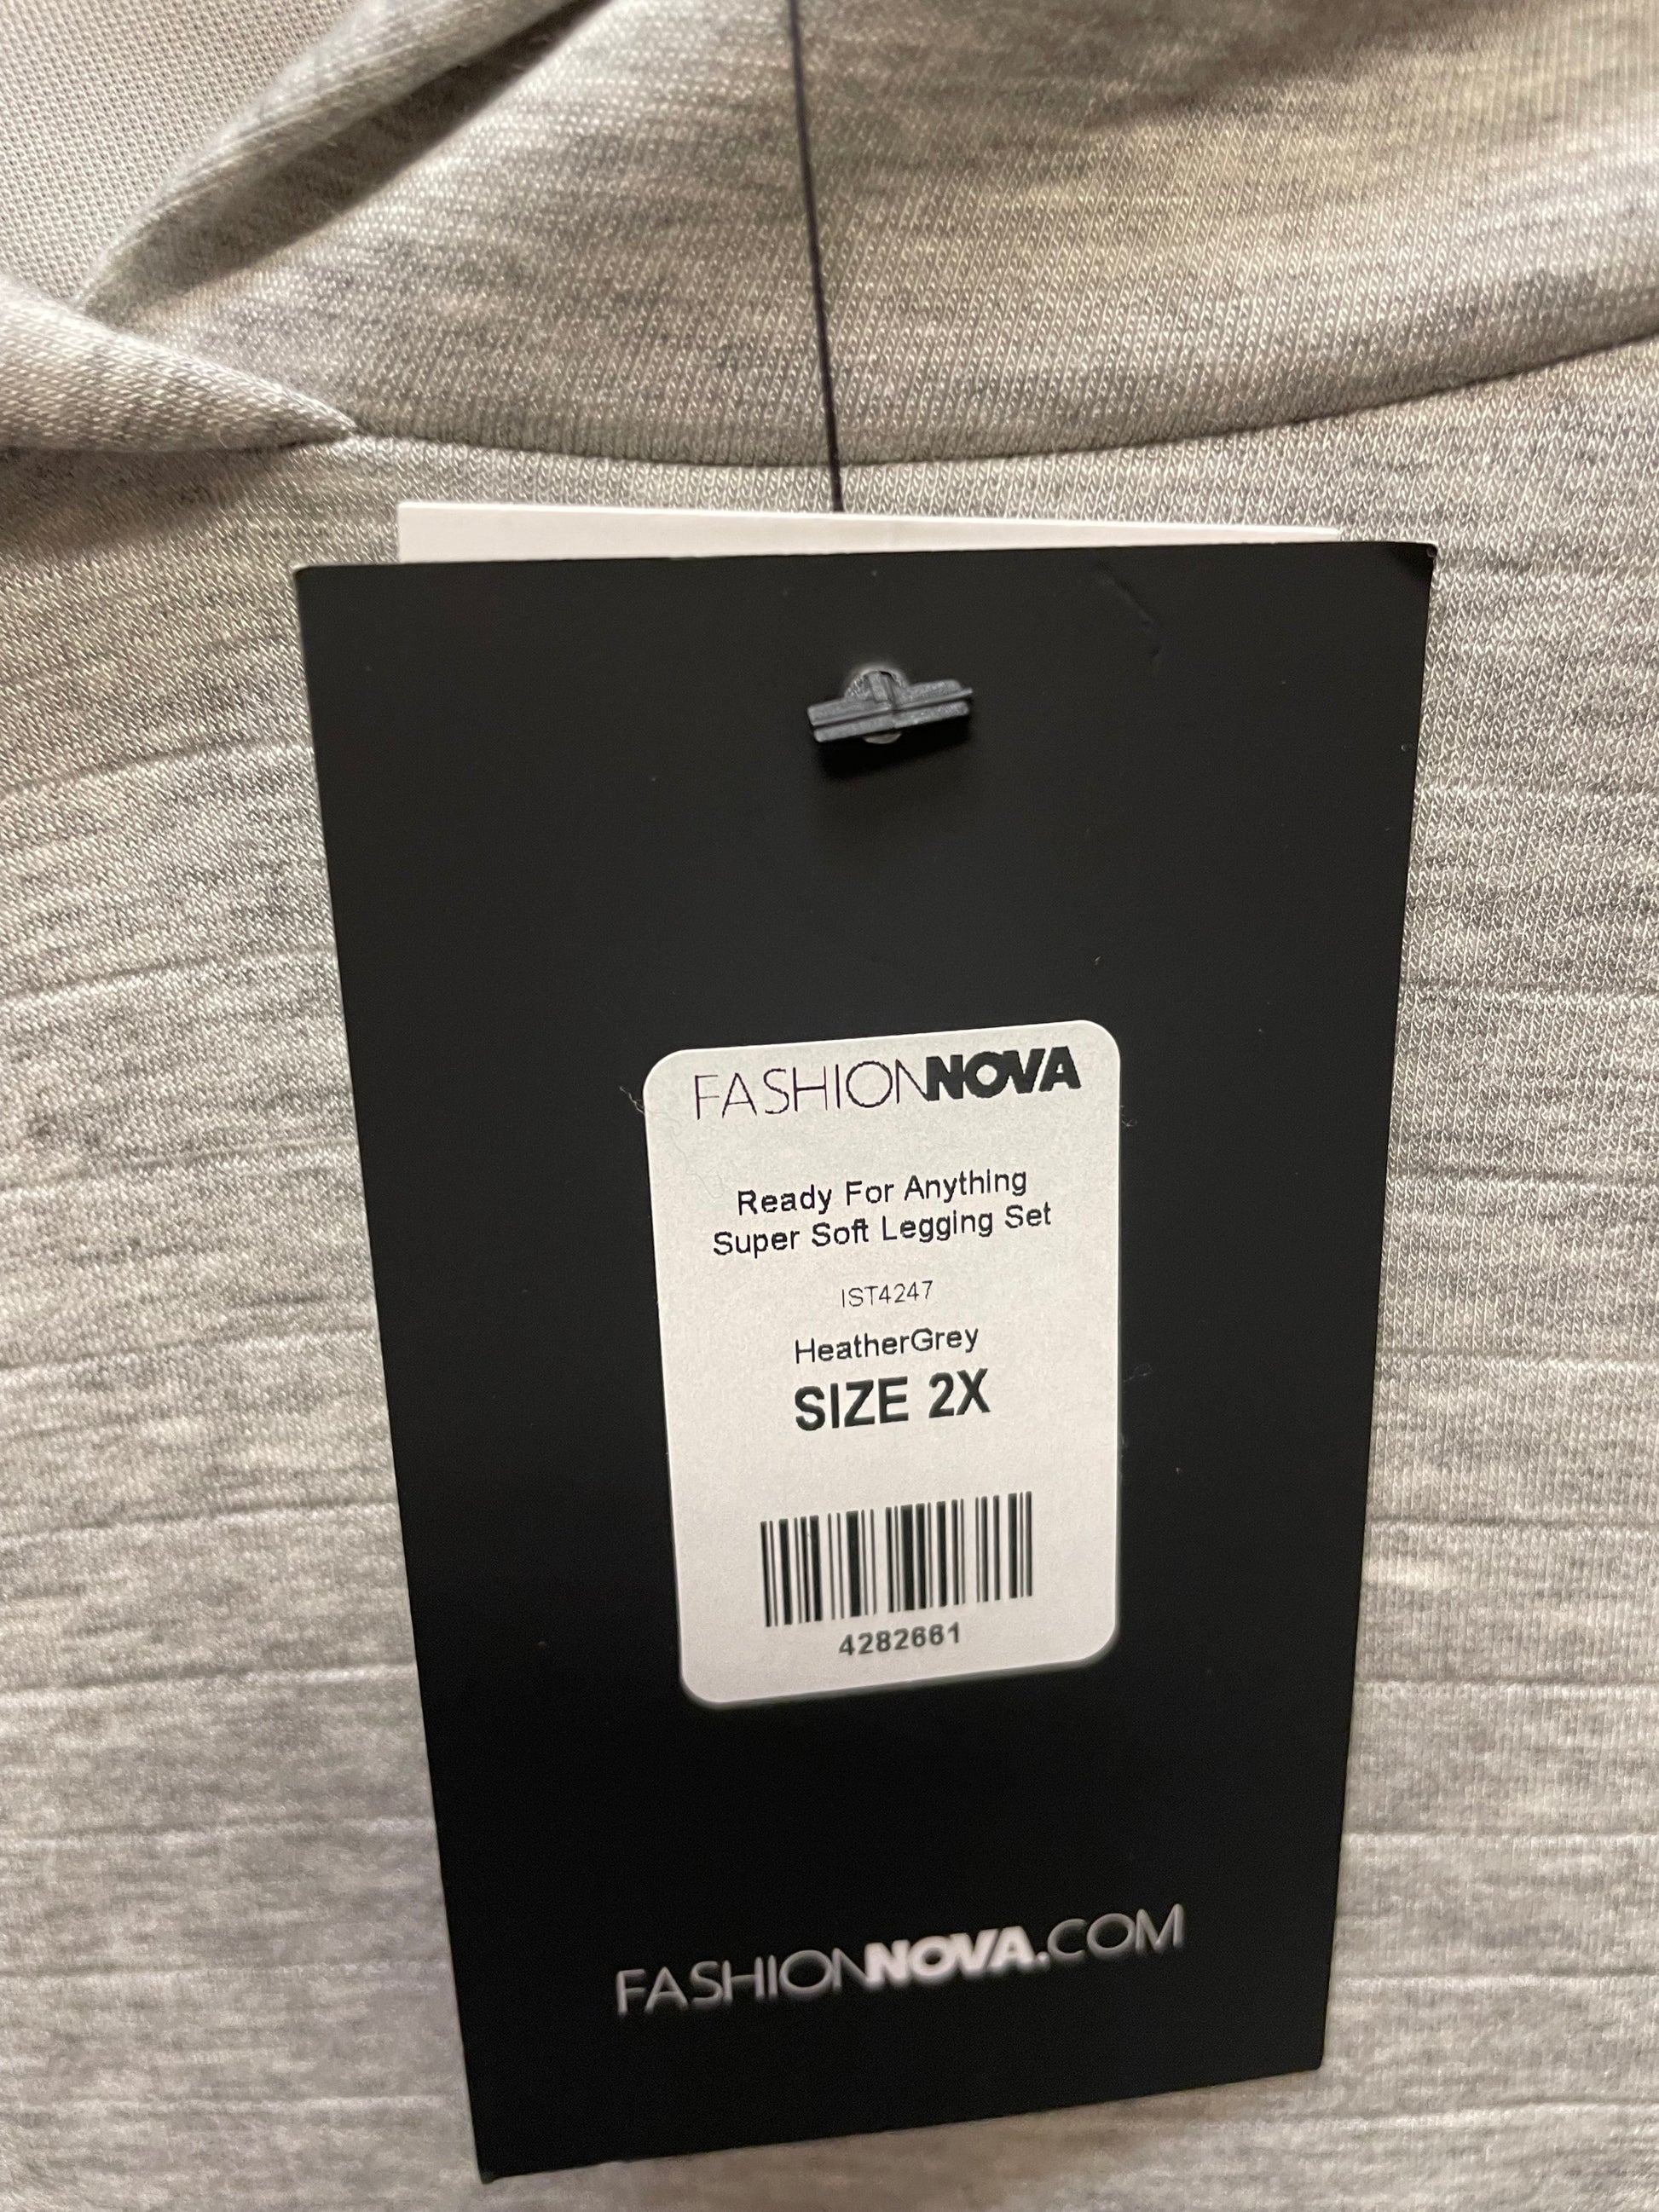 FASHIONNOVA
Ready For Anything
Super Soft Legging Set
IST4247
HeatherGrey
SIZE 2X
4282661
FASHIONNOVA.COM